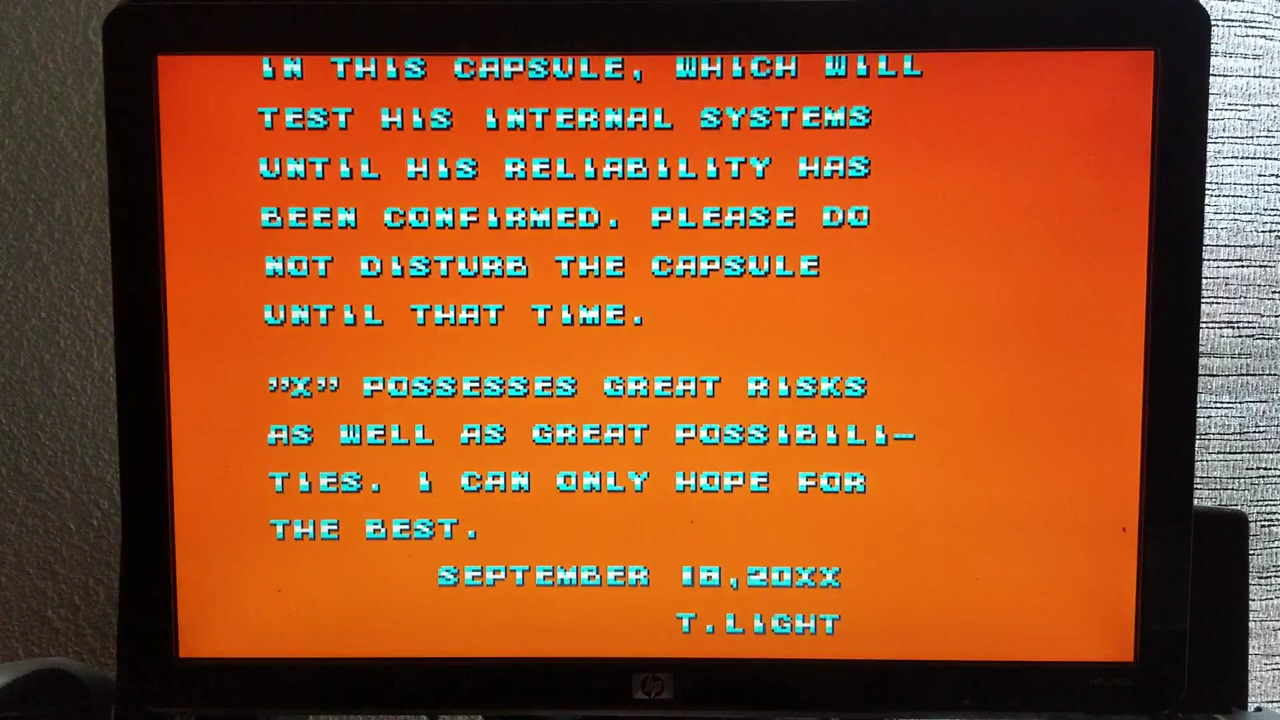 IN THIS CAPSULE, WHICH WILL
TEST HIS INTERNAL SYSTEMS
UNTIL HIS RELIABILITY HAS
BEEN CONFIRMED. PLEASE DO
NOT DISTURB THE CAPSULE
UNTIL THAT TIME.
"X" POSSESSES GREAT RISKS
AS WELL AS GREAT POSSIBILI-
TIES. I CAN ONLY HOPE FOR
THE BEST.
SEPTEMBER 18,20XX
T.LIGHT
hp